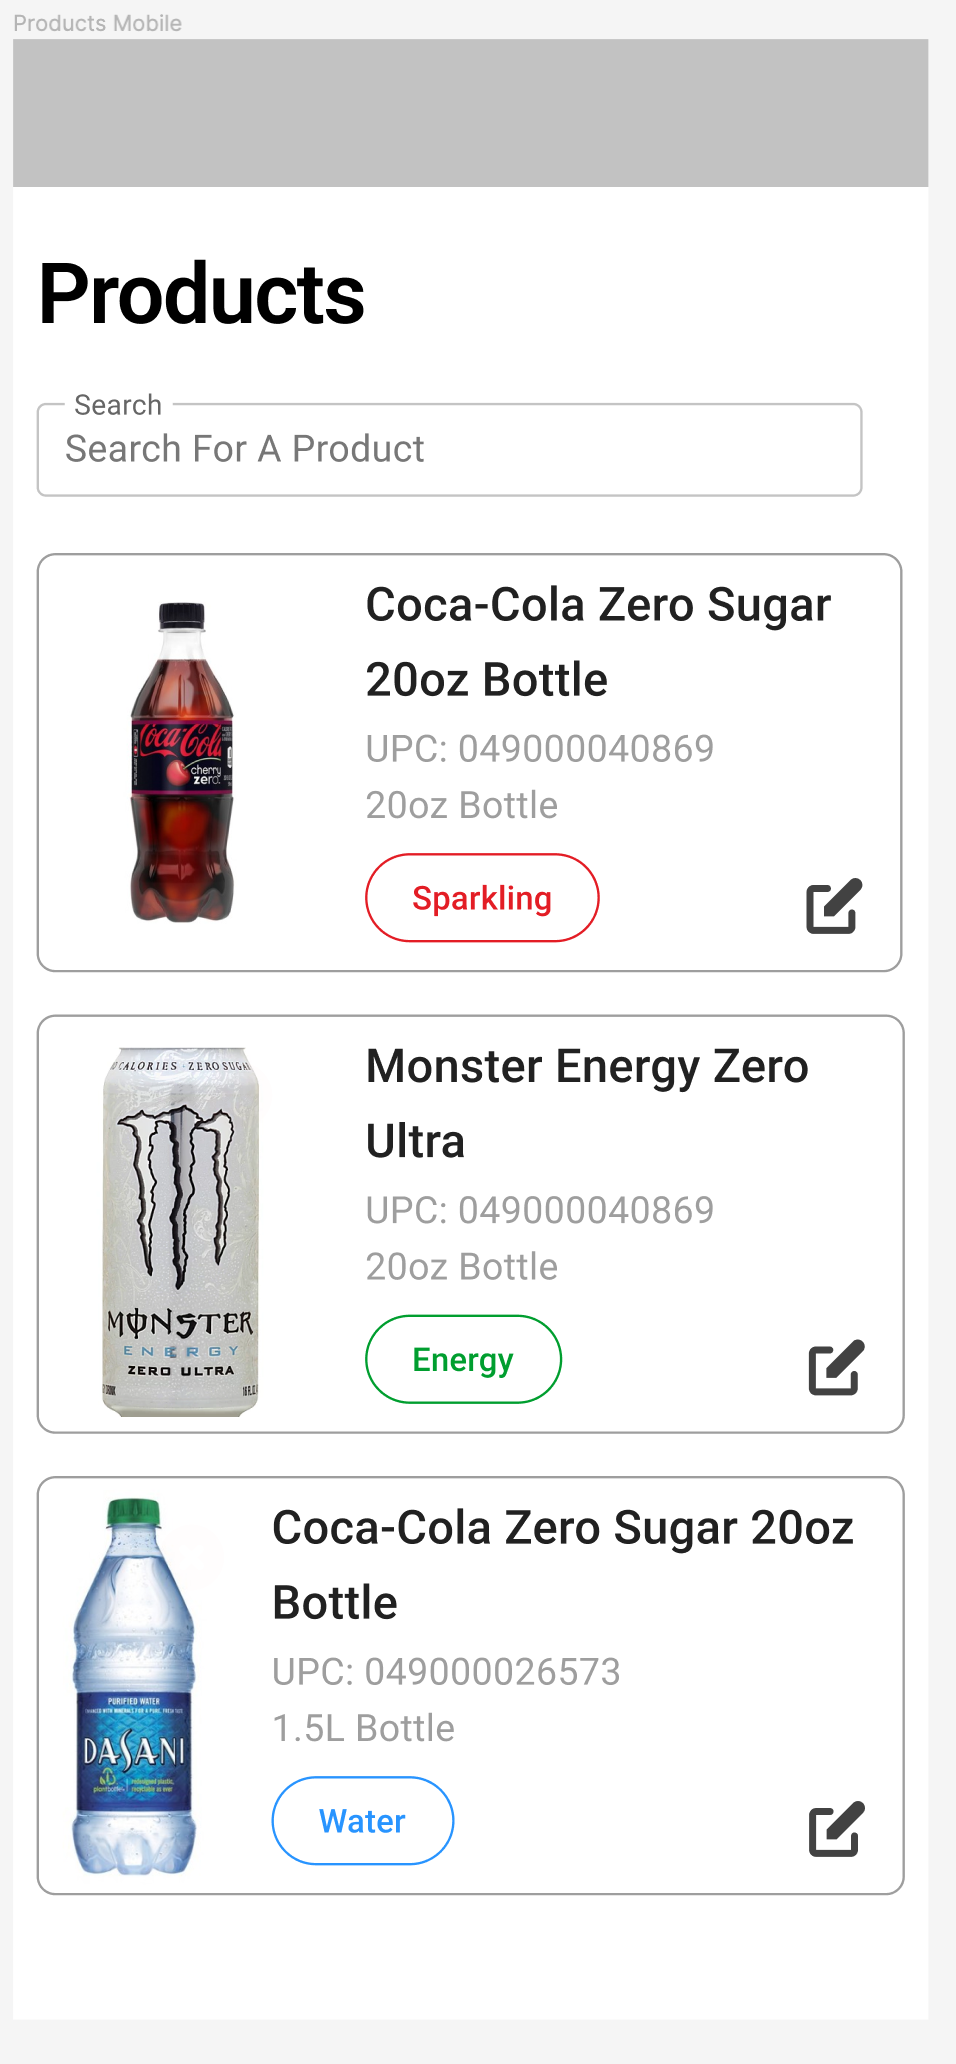 Products Mobile
Products
Search
Search For A Product
Coca-Cola Zero Sugar
20oz Bottle
UPC: 049000040869
20oz Bottle
Sparkling
Coca-Cola
cherry
zero
Monster Energy Zero
Ultra
UPC: 049000040869
20oz Bottle
Energy
CALORIES · ZERO SUGA
MONSTER
ENERGY
ZERO ULTRA
Coca-Cola Zero Sugar 20oz
Bottle
UPC: 049000026573
1.5L Bottle
Water
PURIFIED WATER
DASANI
plantbottle